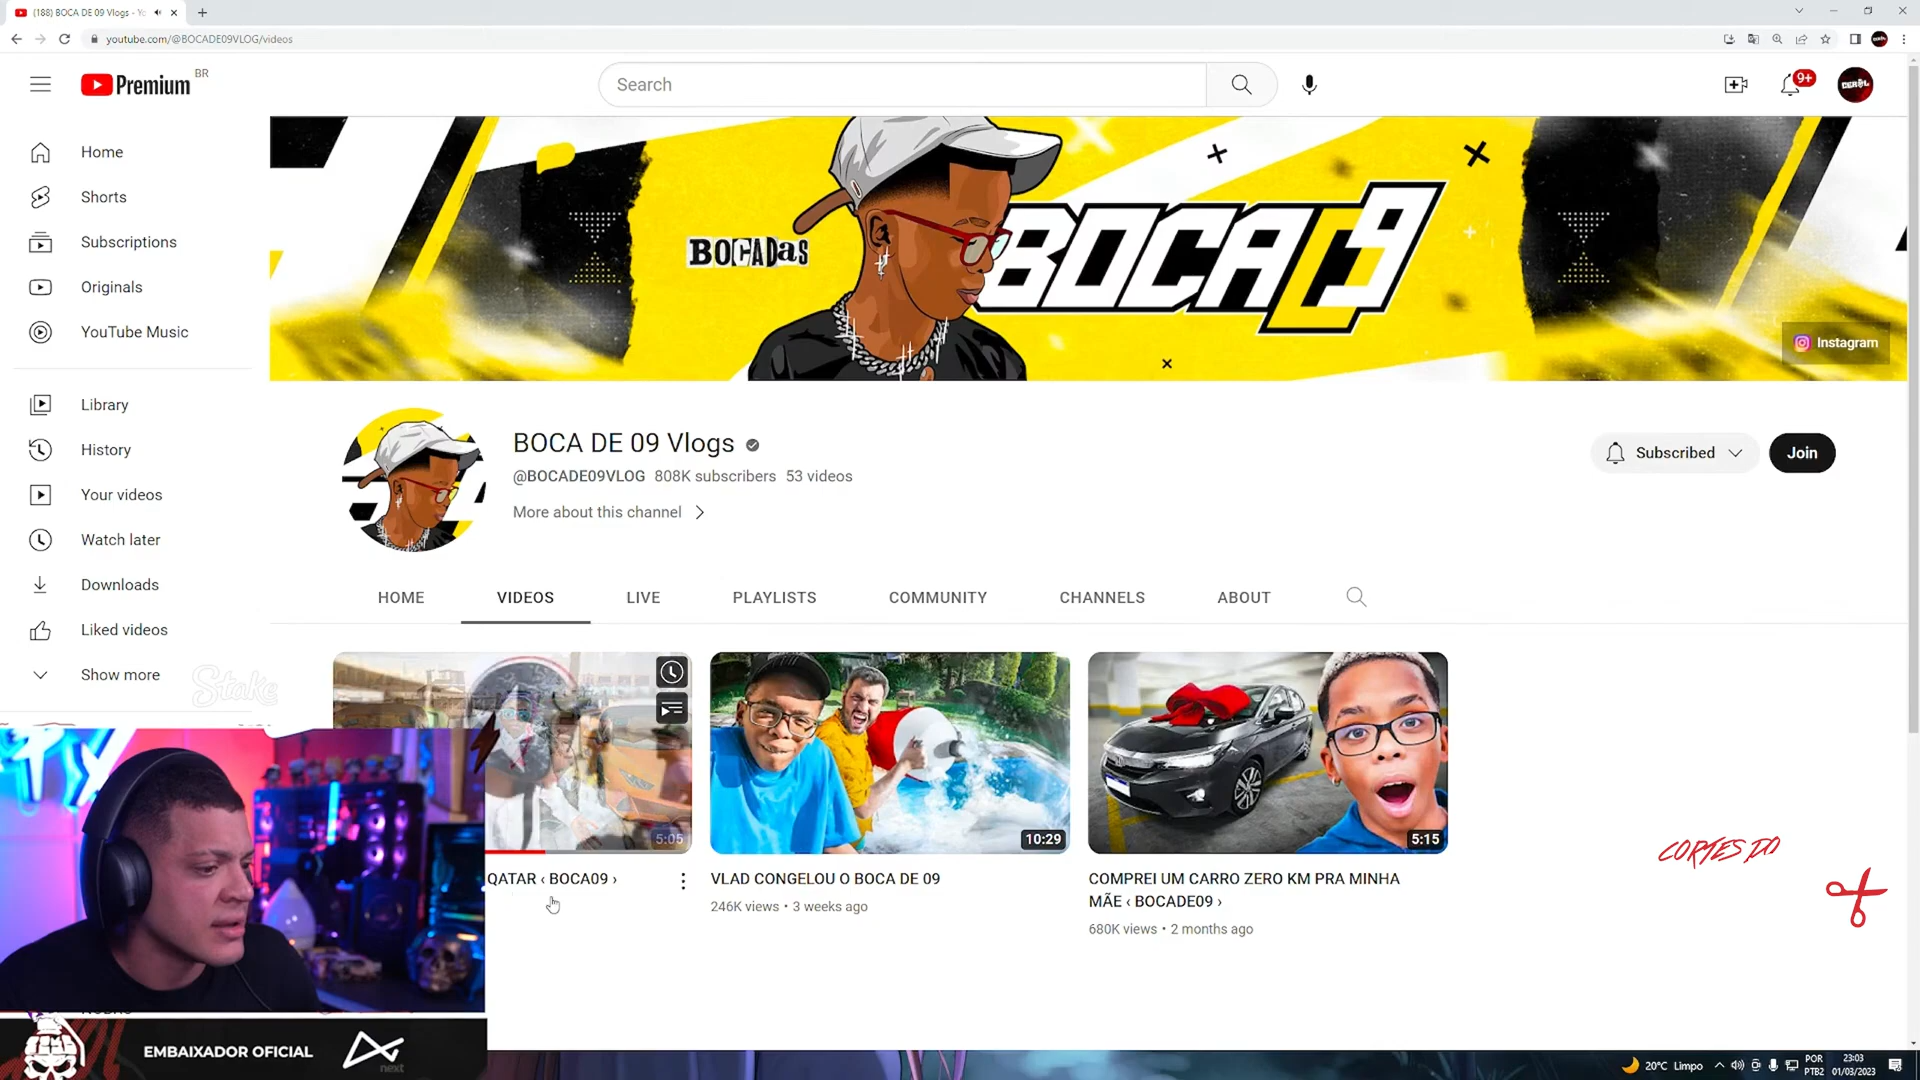 (188) BOCA DE 09 Vlogs - Yo
youtube.com/@BOCADE09VLOG/videos
Premium BR
Search
9+
Home
Shorts
Subscriptions
Originals
YouTube Music
Library
History
Your videos
Watch later
Downloads
Liked videos
Show more
BOCADAS
BOCA 09
Instagram
BOCA DE 09 Vlogs
@BOCADE09VLOG 808K subscribers 53 videos
More about this channel
Subscribed
Join
HOME VIDEOS LIVE PLAYLISTS COMMUNITY CHANNELS ABOUT
Stake
5:05
10:29
5:15
QATAR ‹ BOCA09 ›
VLAD CONGELOU O BOCA DE 09
246K views • 3 weeks ago
COMPREI UM CARRO ZERO KM PRA MINHA
MÃE ‹ BOCADE09 ›
680K views • 2 months ago
CORTES DO
EMBAIXADOR OFICIAL
next
20°C Limpo
POR
PTB2
23:03
01/03/2023